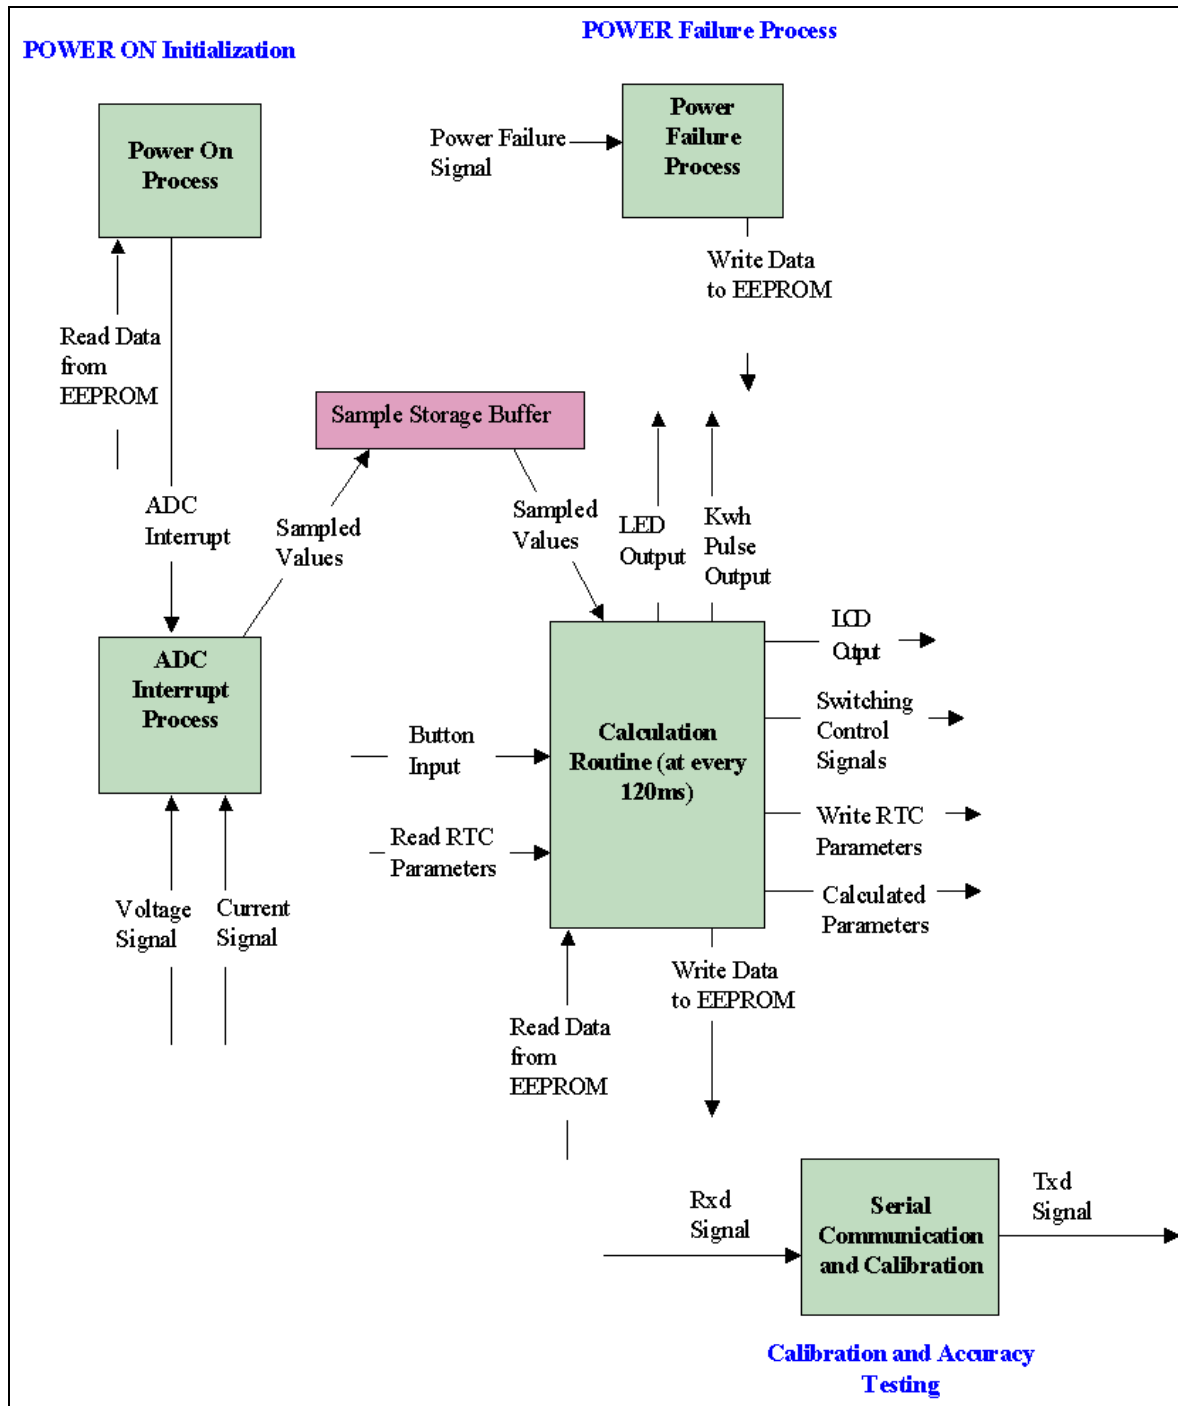 POWER ON Initialization
POWER Failure Process
Power On
Process
Power
Failure
Process
Power Failure
Signal
Write Data
to EEPROM
Read Data
from
EEPROM
Sample Storage Buffer
ADC
Interrupt
Sampled
Values
Sampled
Values
LED
Output
Kwh
Pulse
Output
ADC
Interrupt
Process
Calculation
Routine (at every
120ms)
LCD
Output
Switching
Control
Signals
Button
Input
Write RTC
Parameters
Read RTC
Parameters
Calculated
Parameters
Voltage
Signal
Current
Signal
Write Data
to EEPROM
Read Data
from
EEPROM
Rxd
Signal
Serial
Communication
and Calibration
Txd
Signal
Calibration and Accuracy
Testing